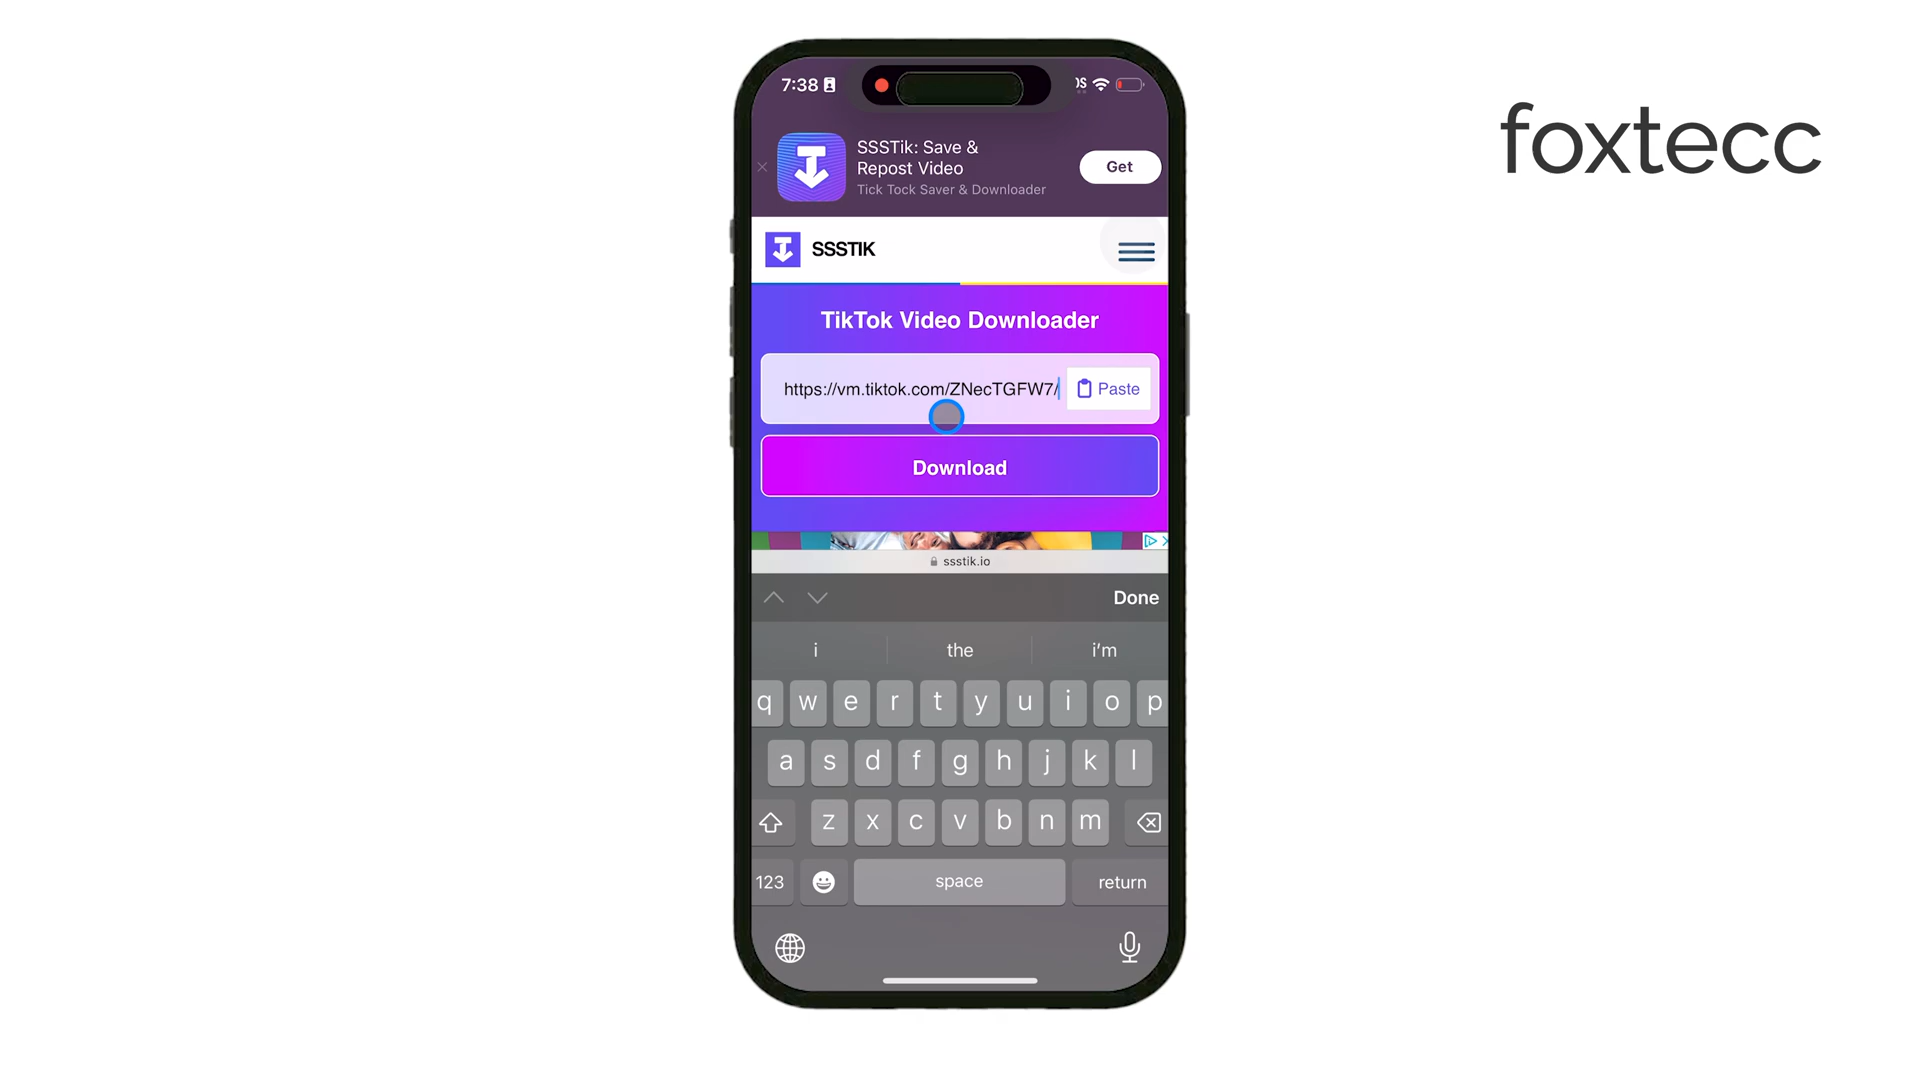 foxtecc
7:38
SSSTik: Save &
Repost Video
Tick Tock Saver & Downloader
Get
SSSTIK
TikTok Video Downloader
https://vm.tiktok.com/ZNecTGFW7/
Paste
Download
ssstik.io
Done
i the i'm
q w e r t y u i o p
a s d f g h j k l
z x c v b n m
123 space return